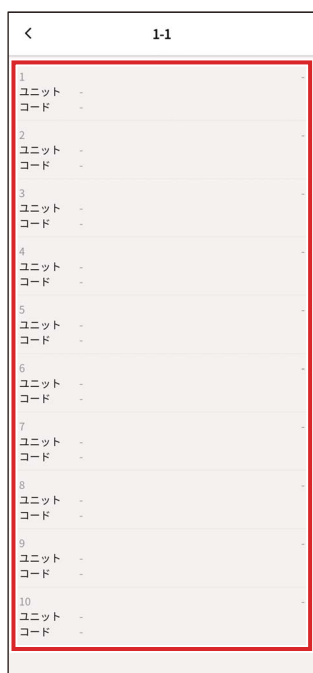 1-1
1 -
ユニット -
コード -
2 -
ユニット -
コード -
3 -
ユニット -
コード -
4 -
ユニット -
コード -
5 -
ユニット -
コード -
6 -
ユニット -
コード -
7 -
ユニット -
コード -
8 -
ユニット -
コード -
9 -
ユニット -
コード -
10 -
ユニット -
コード -